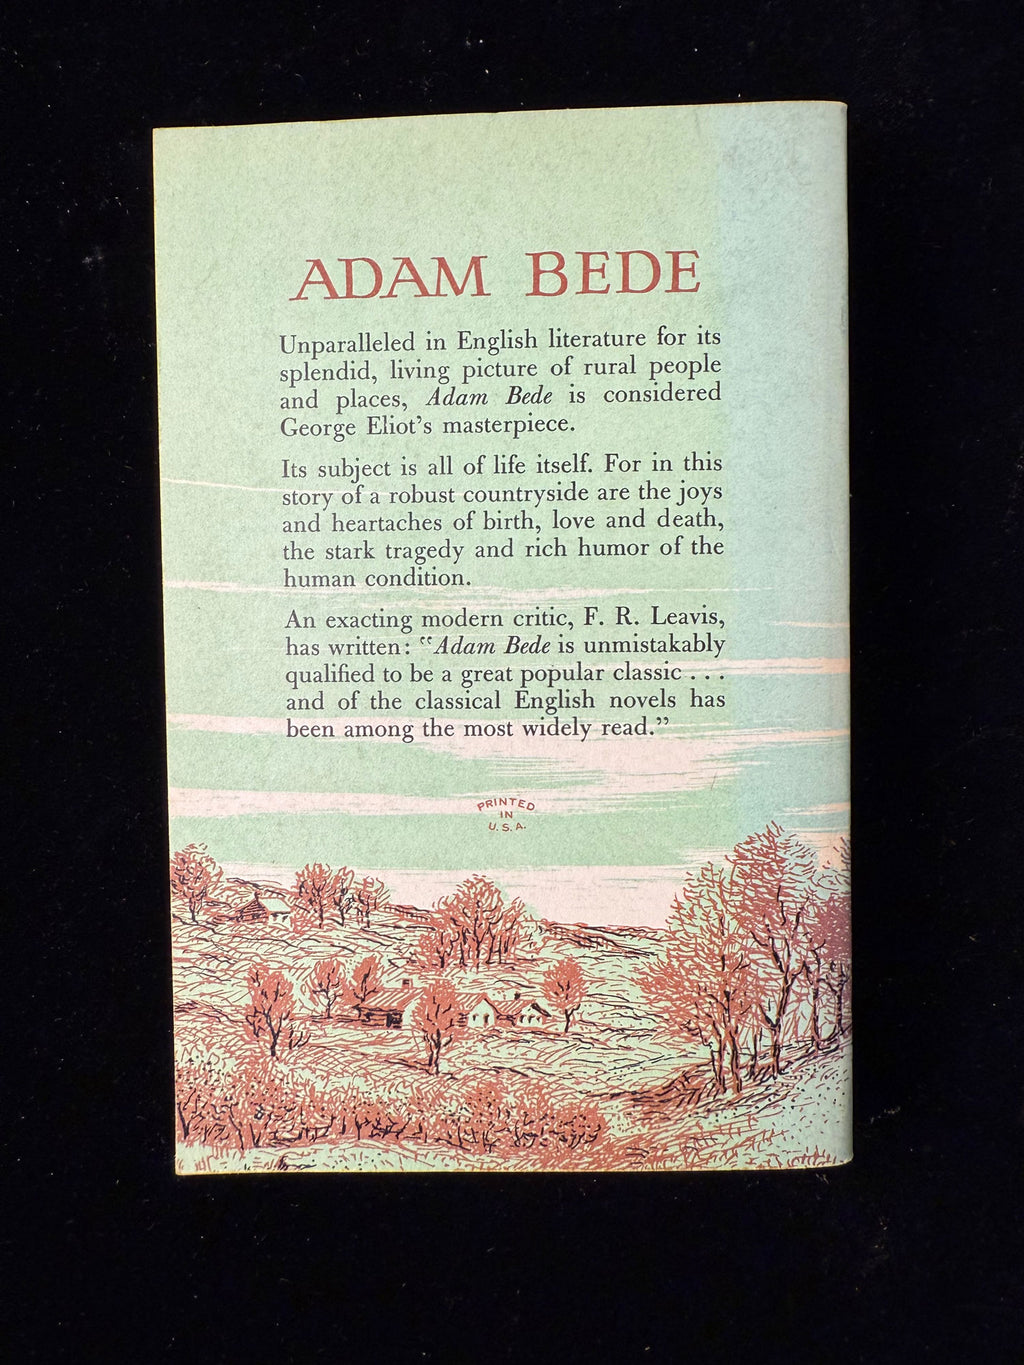 ADAM BEDE
Unparalleled in English literature for its
splendid, living picture of rural people
and places, Adam Bede is considered
George Eliot's masterpiece.
Its subject is all of life itself. For in this
story of a robust countryside are the joys
and heartaches of birth, love and death,
the stark tragedy and rich humor of the
human condition.
An exacting modern critic, F. R. Leavis,
has written: "Adam Bede is unmistakably
qualified to be a great popular classic . . .
and of the classical English novels has
been among the most widely read."
PRINTED
IN
U. S. A.